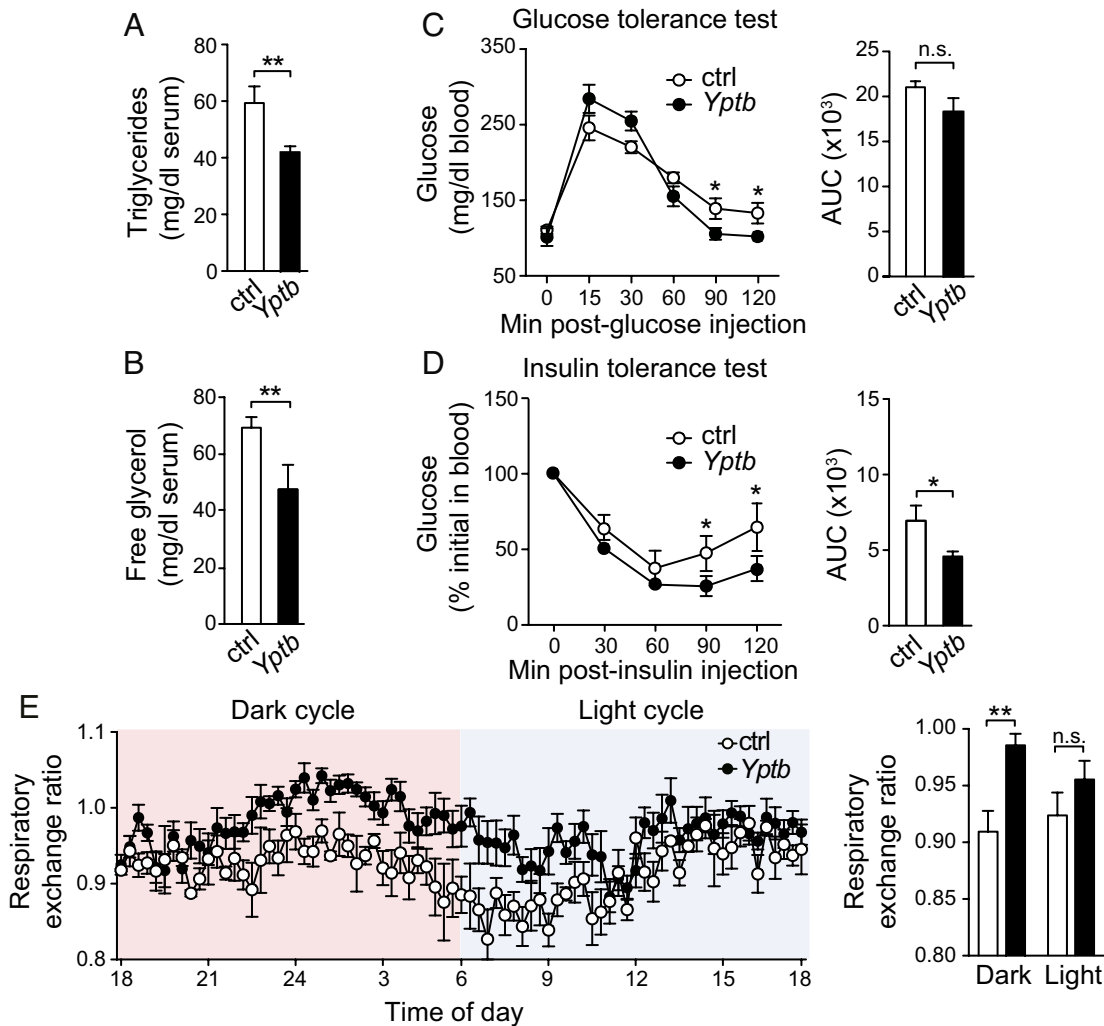 A
Triglycerides
(mg/dl serum)
80
60
40
20
0
**
ctrl
Yptb
B
Free glycerol
(mg/dl serum)
80
60
40
20
0
**
ctrl
Yptb
C
Glucose tolerance test
Glucose
(mg/dl blood)
350
250
150
50
ctrl
Yptb
* *
0 15 30 60 90 120
Min post-glucose injection
AUC (x10³)
25
20
15
10
5
0
n.s.
ctrl
Yptb
D
Insulin tolerance test
Glucose
(% initial in blood)
150
100
50
0
ctrl
Yptb
* *
0 30 60 90 120
Min post-insulin injection
AUC (x10³)
15
10
5
0
*
ctrl
Yptb
E
Dark cycle
Light cycle
Respiratory
exchange ratio
1.1
1.0
0.9
0.8
ctrl
Yptb
18 21 24 3 6 9 12 15 18
Time of day
Respiratory
exchange ratio
1.00
0.95
0.90
0.85
0.80
**
n.s.
Dark Light